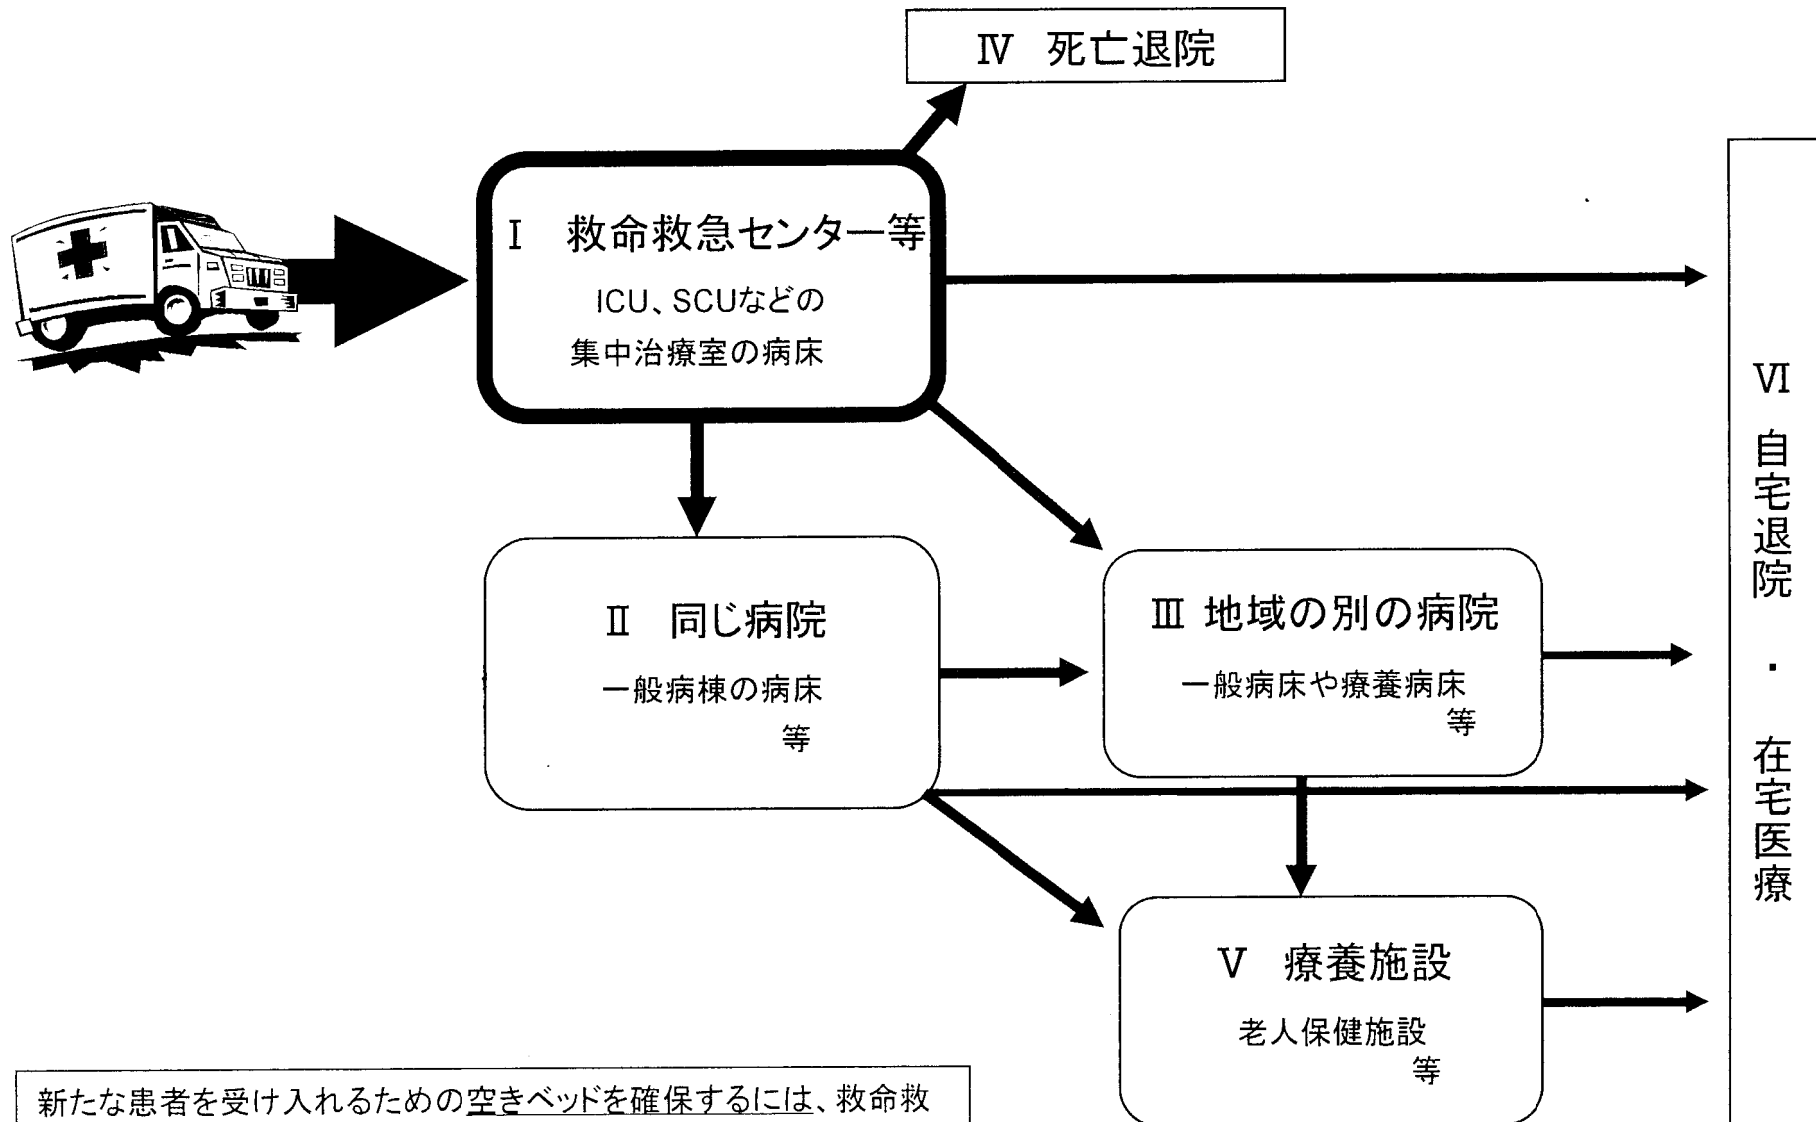 Ⅳ 死亡退院
Ⅰ 救命救急センター等
ICU、SCUなどの
集中治療室の病床
Ⅱ 同じ病院
一般病棟の病床
等
Ⅲ 地域の別の病院
一般病床や療養病床
等
Ⅴ 療養施設
老人保健施設
等
Ⅵ 自宅退院・在宅医療
新たな患者を受け入れるための空きベッドを確保するには、救命救